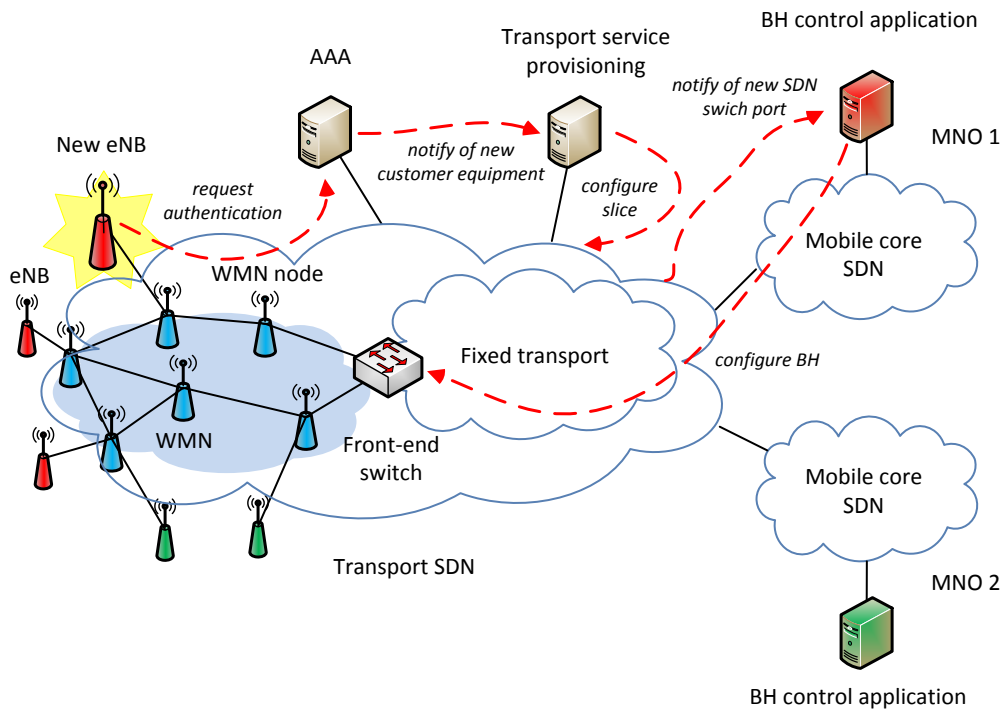 BH control application
Transport service
provisioning
AAA
notify of new SDN
swich port
MNO 1
New eNB
notify of new
customer equipment
request
authentication
configure
slice
Mobile core
SDN
WMN node
eNB
Fixed transport
configure BH
WMN
Front-end
switch
Mobile core
SDN
Transport SDN
MNO 2
BH control application